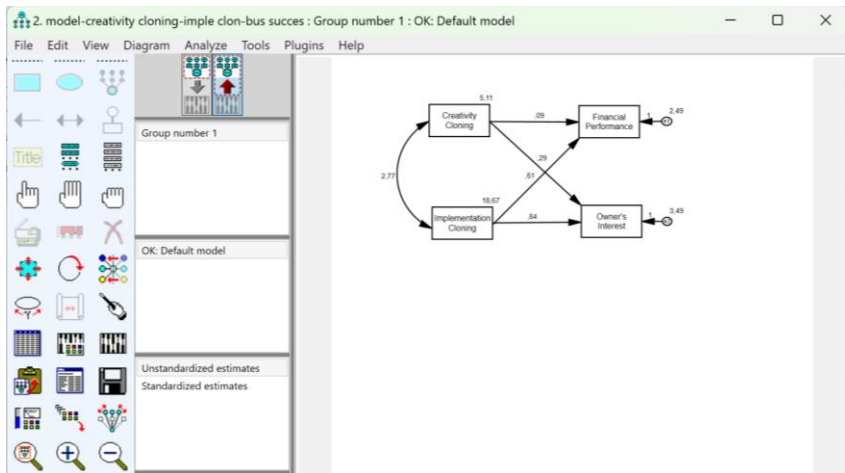 2. model-creativity cloning-imple clon-bus succes : Group number 1 : OK: Default model
File Edit View Diagram Analyze Tools Plugins Help
Title
Group number 1
OK: Default model
Unstandardized estimates
Standardized estimates
5,11
Creativity
Cloning
,09
Financial
Performance
1
2,49
e1
,29
,61
2,77
18,67
Implementation
Cloning
,84
Owner's
Interest
1
3,49